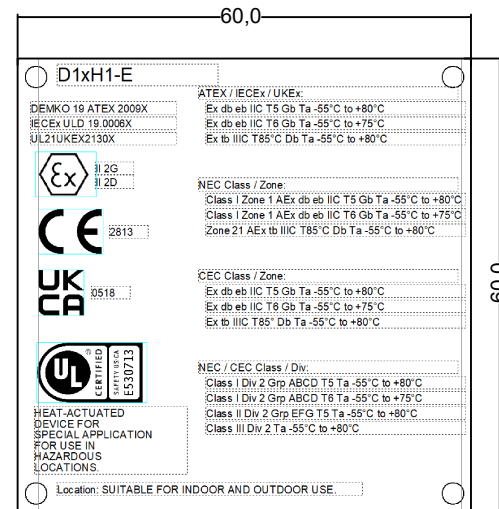 60,0
D1xH1-E
DEMKO 19 ATEX 2009X
IECEx ULD 19.0006X
UL21UKEX2130X
Ex
II 2G
II 2D
CE
2813
UK
CA
0518
UL
®
CERTIFIED
SAFETY US-CA
E530713
HEAT-ACTUATED
DEVICE FOR
SPECIAL APPLICATION
FOR USE IN
HAZARDOUS
LOCATIONS.
ATEX / IECEx / UKEx:
Ex db eb IIC T5 Gb Ta -55°C to +80°C
Ex db eb IIC T6 Gb Ta -55°C to +75°C
Ex tb IIIC T85°C Db Ta -55°C to +80°C
NEC Class / Zone:
Class I Zone 1 AEx db eb IIC T5 Gb Ta -55°C to +80°C
Class I Zone 1 AEx db eb IIC T6 Gb Ta -55°C to +75°C
Zone 21 AEx tb IIIC T85°C Db Ta -55°C to +80°C
CEC Class / Zone:
Ex db eb IIC T5 Gb Ta -55°C to +80°C
Ex db eb IIC T6 Gb Ta -55°C to +75°C
Ex tb IIIC T85° Db Ta -55°C to +80°C
NEC / CEC Class / Div:
Class I Div 2 Grp ABCD T5 Ta -55°C to +80°C
Class I Div 2 Grp ABCD T6 Ta -55°C to +75°C
Class II Div 2 Grp EFG T5 Ta -55°C to +80°C
Class III Div 2 Ta -55°C to +80°C
Location: SUITABLE FOR INDOOR AND OUTDOOR USE.
60,0